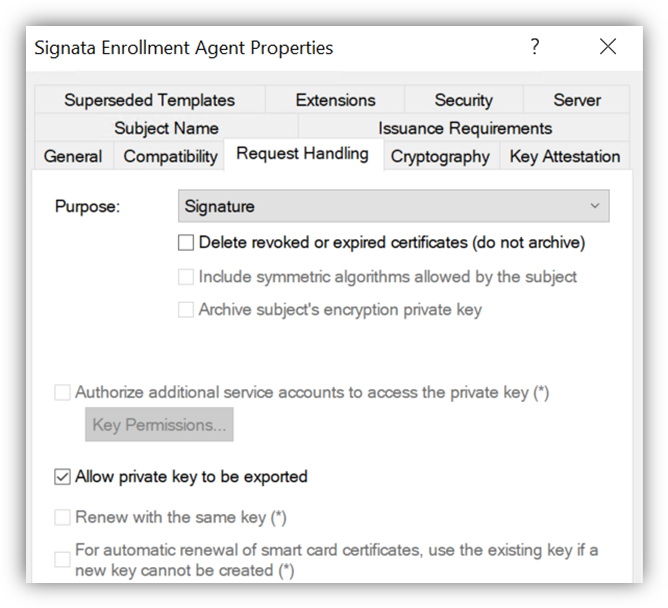 Signata Enrollment Agent Properties
Superseded Templates Extensions Security Server
Subject Name Issuance Requirements
General Compatibility Request Handling Cryptography Key Attestation
Purpose: Signature
Delete revoked or expired certificates (do not archive)
Include symmetric algorithms allowed by the subject
Archive subject's encryption private key
Authorize additional service accounts to access the private key (*)
Key Permissions...
Allow private key to be exported
Renew with the same key (*)
For automatic renewal of smart card certificates, use the existing key if a
new key cannot be created (*)